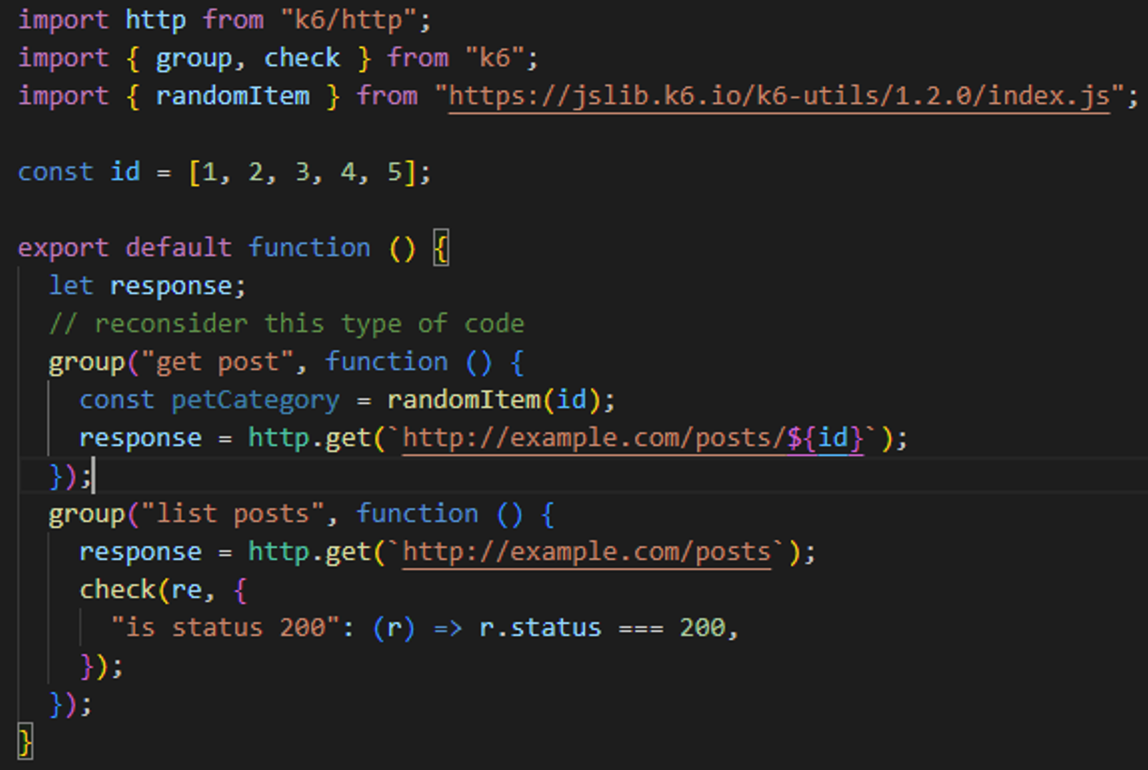 import http from "k6/http";
import { group, check } from "k6";
import { randomItem } from "https://jslib.k6.io/k6-utils/1.2.0/index.js";
const id = [1, 2, 3, 4, 5];
export default function () {
let response;
// reconsider this type of code
group("get post", function () {
const petCategory = randomItem(id);
response = http.get(`http://example.com/posts/${id}`);
});
group("list posts", function () {
response = http.get(`http://example.com/posts`);
check(re, {
"is status 200": (r) => r.status === 200,
});
});
}